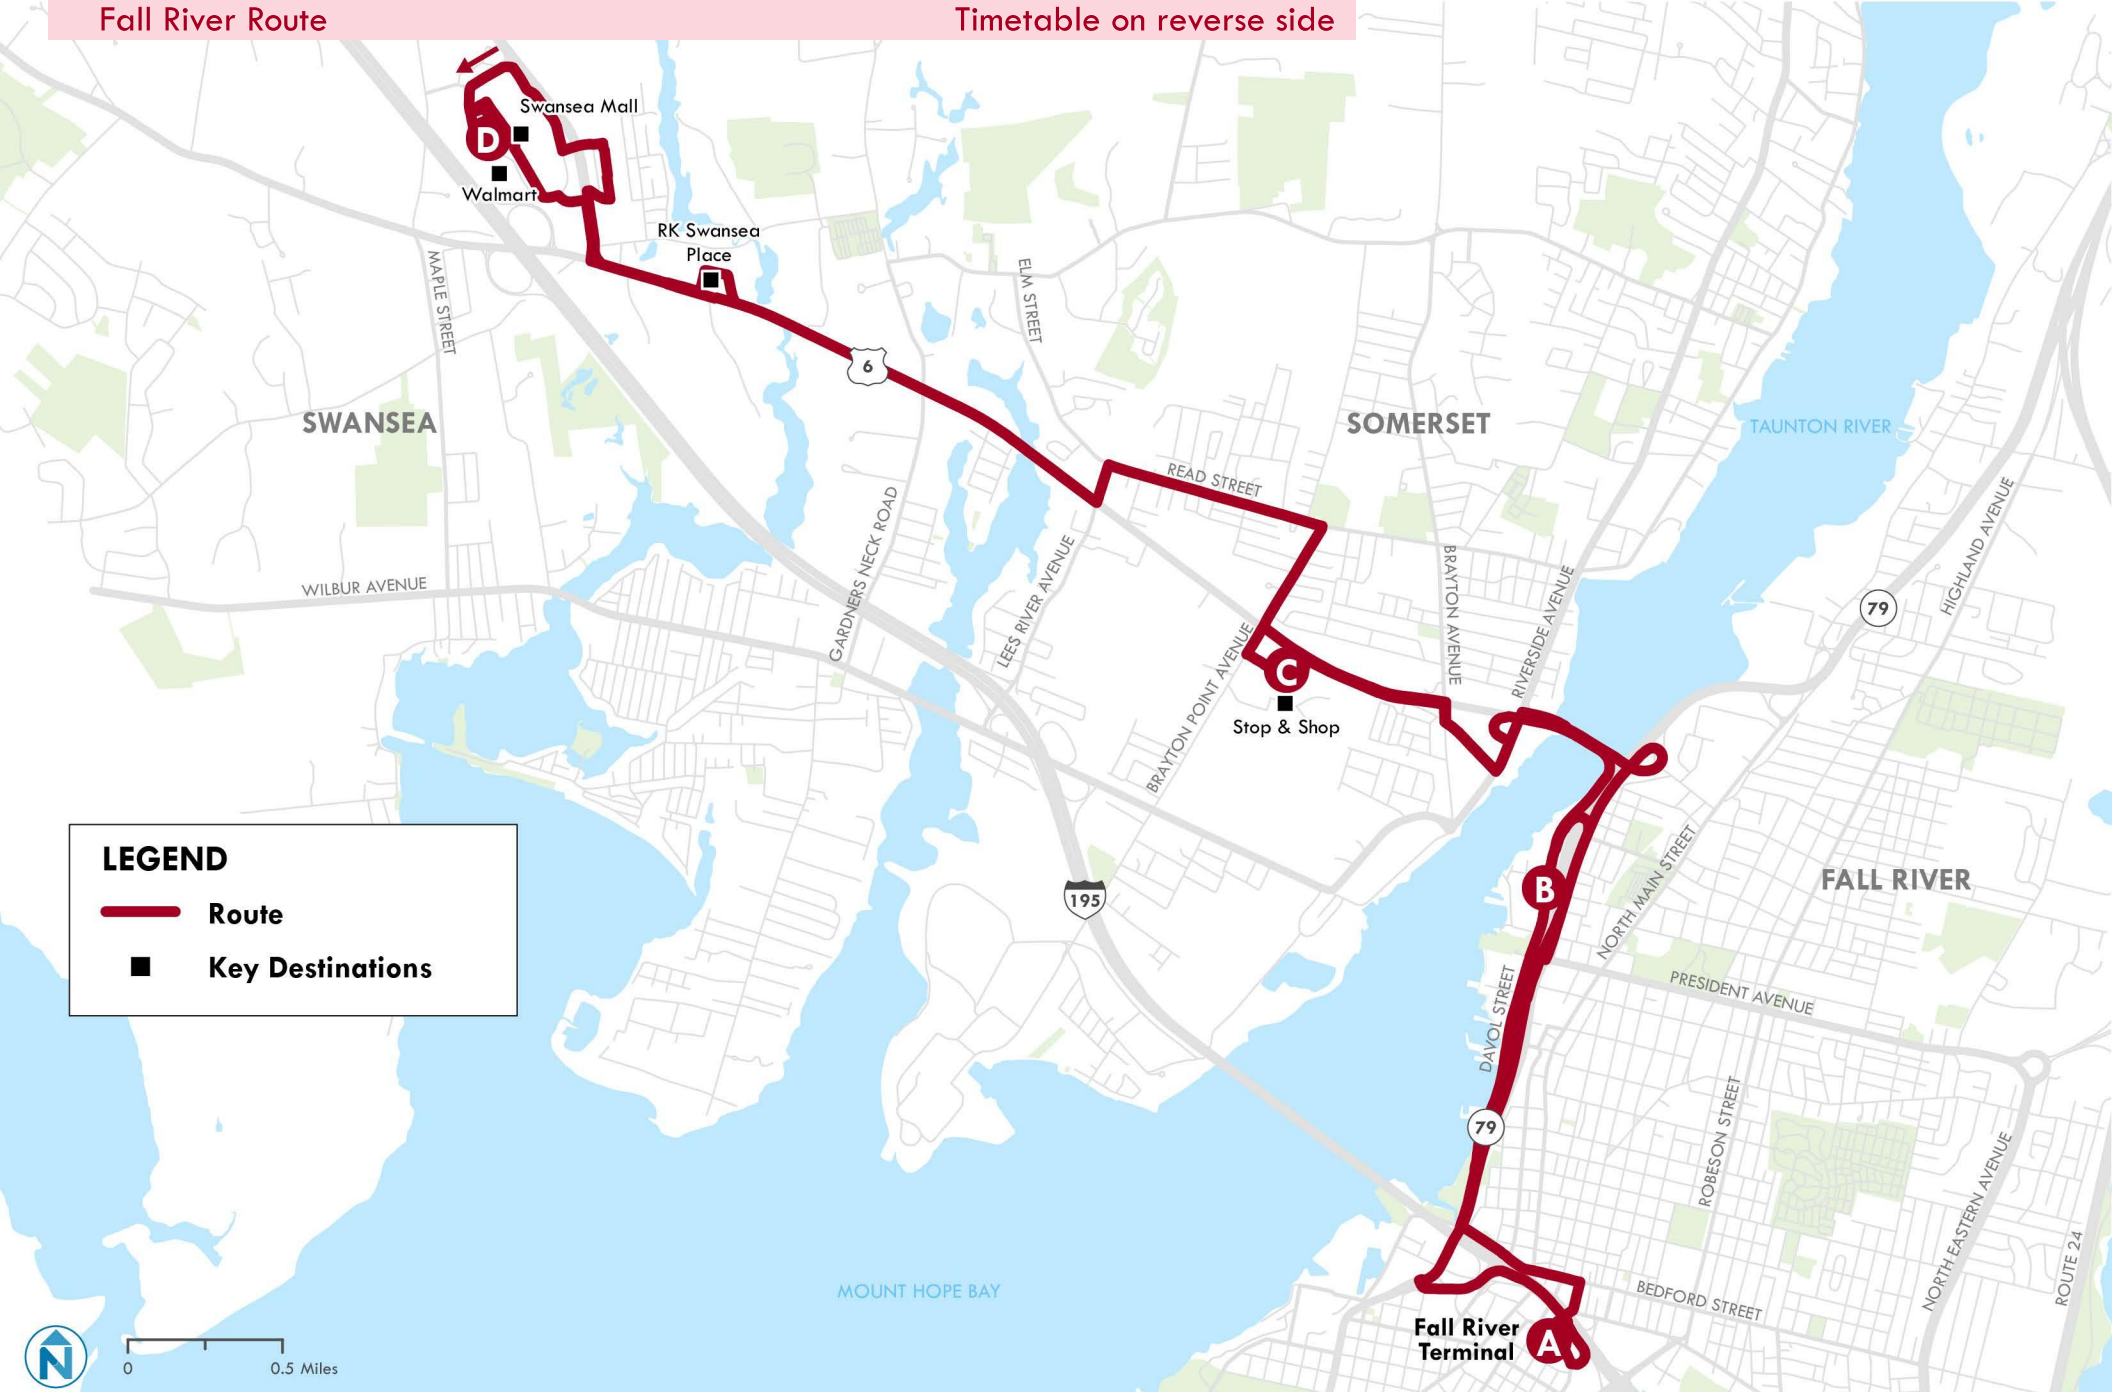 Fall River Route
Timetable on reverse side
Swansea Mall
D
Walmart
RK Swansea
Place
MAPLE STREET
ELM STREET
6
SWANSEA
SOMERSET
TAUNTON RIVER
READ STREET
GARDNERS NECK ROAD
HIGHLAND AVENUE
LEES RIVER AVENUE
BRAYTON AVENUE
RIVERSIDE AVENUE
WILBUR AVENUE
79
BRAYTON POINT AVENUE
C
Stop & Shop
LEGEND
Route
Key Destinations
195
B
NORTH MAIN STREET
FALL RIVER
DAVOL STREET
PRESIDENT AVENUE
79
ROBESON STREET
NORTH EASTERN AVENUE
ROUTE 24
MOUNT HOPE BAY
BEDFORD STREET
Fall River
Terminal
A
N
0
0.5 Miles